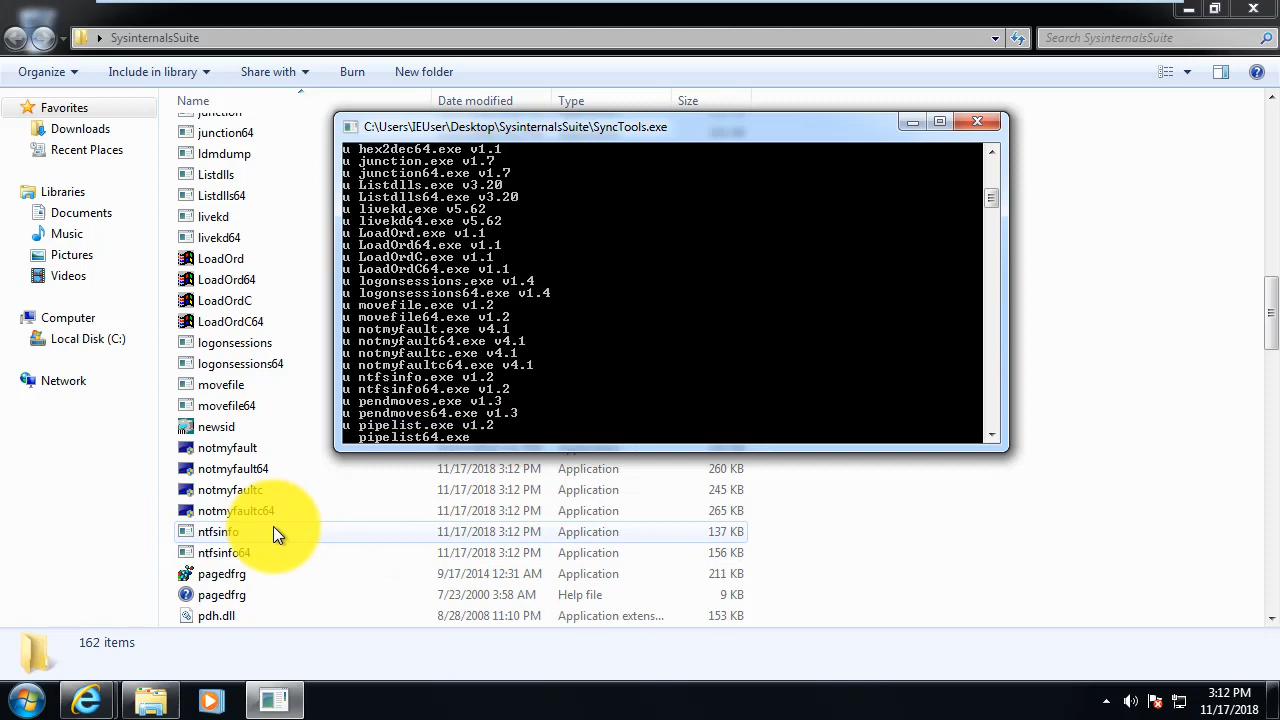 SysinternalsSuite
Search SysinternalsSuite
Organize
Include in library
Share with
Burn
New folder
Favorites
Downloads
Recent Places
Libraries
Documents
Music
Pictures
Videos
Computer
Local Disk (C:)
Network
Name
Date modified
Type
Size
junction
junction64
ldmdump
Listdlls
Listdlls64
livekd
livekd64
LoadOrd
LoadOrd64
LoadOrdC
LoadOrdC64
logonsessions
logonsessions64
movefile
movefile64
newsid
notmyfault
notmyfault64 11/17/2018 3:12 PM Application 260 KB
notmyfaultc 11/17/2018 3:12 PM Application 245 KB
notmyfaultc64 11/17/2018 3:12 PM Application 265 KB
ntfsinfo 11/17/2018 3:12 PM Application 137 KB
ntfsinfo64 11/17/2018 3:12 PM Application 156 KB
pagedfrg 9/17/2014 12:31 AM Application 211 KB
pagedfrg 7/23/2000 3:58 AM Help file 9 KB
pdh.dll 8/28/2008 11:10 PM Application extens... 153 KB
C:\Users\IEUser\Desktop\SysinternalsSuite\SyncTools.exe
u hex2dec64.exe v1.1
u junction.exe v1.7
u junction64.exe v1.7
u Listdlls.exe v3.20
u Listdlls64.exe v3.20
u livekd.exe v5.62
u livekd64.exe v5.62
u LoadOrd.exe v1.1
u LoadOrd64.exe v1.1
u LoadOrdC.exe v1.1
u LoadOrdC64.exe v1.1
u logonsessions.exe v1.4
u logonsessions64.exe v1.4
u movefile.exe v1.2
u movefile64.exe v1.2
u notmyfault.exe v4.1
u notmyfault64.exe v4.1
u notmyfaultc.exe v4.1
u notmyfaultc64.exe v4.1
u ntfsinfo.exe v1.2
u ntfsinfo64.exe v1.2
u pendmoves.exe v1.3
u pendmoves64.exe v1.3
u pipelist.exe v1.2
pipelist64.exe
162 items
3:12 PM
11/17/2018